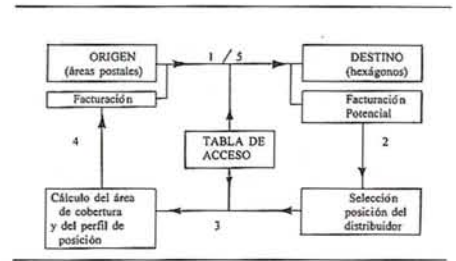 ORIGEN
(áreas postales)
1 / 5
DESTINO
(hexágonos)
Facturación
Facturación
Potencial
4
TABLA DE
ACCESO
2
Cálculo del área
de cobertura
y del perfil de
posición
3
Selección
posición del
distribuidor